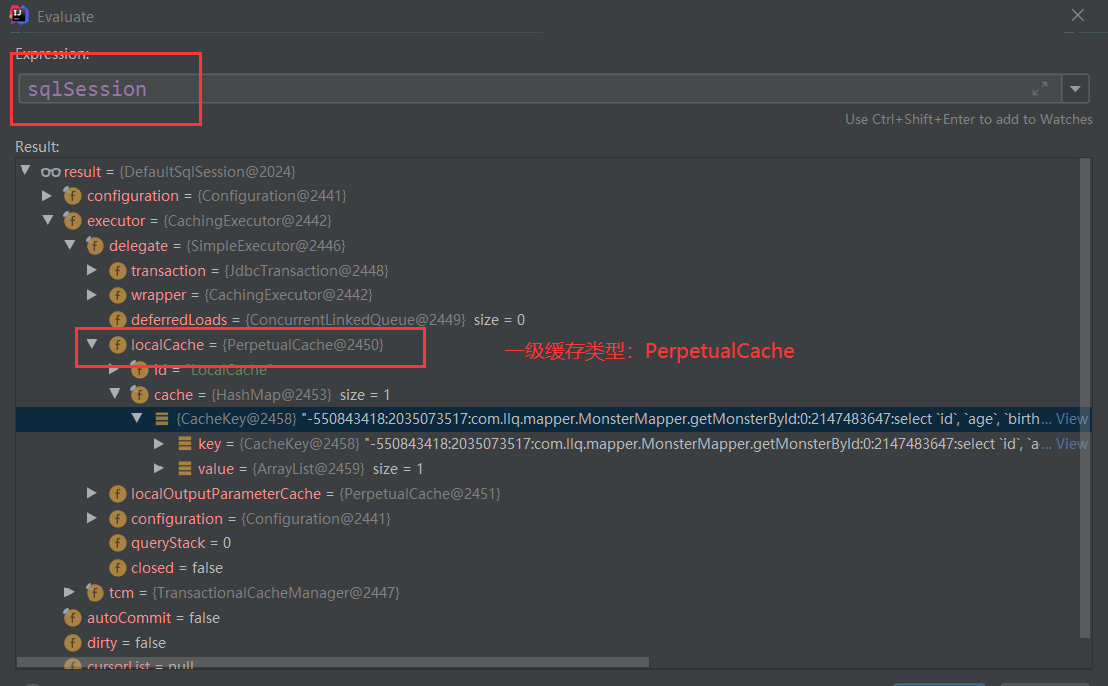 Evaluate
Expression:
sqlSession
Use Ctrl+Shift+Enter to add to Watches
Result:
result = {DefaultSqlSession@2024}
configuration = {Configuration@2441}
executor = {CachingExecutor@2442}
delegate = {SimpleExecutor@2446}
transaction = {JdbcTransaction@2448}
wrapper = {CachingExecutor@2442}
deferredLoads = {ConcurrentLinkedQueue@2449} size = 0
localCache = {PerpetualCache@2450} 一级缓存类型：PerpetualCache
id = "LocalCache"
cache = {HashMap@2453} size = 1
{CacheKey@2458} "-550843418:2035073517:com.llq.mapper.MonsterMapper.getMonsterById:0:2147483647:select `id`, `age`, `birth... View
key = {CacheKey@2458} "-550843418:2035073517:com.llq.mapper.MonsterMapper.getMonsterById:0:2147483647:select `id`, `a... View
value = {ArrayList@2459} size = 1
localOutputParameterCache = {PerpetualCache@2451}
configuration = {Configuration@2441}
queryStack = 0
closed = false
tcm = {TransactionalCacheManager@2447}
autoCommit = false
dirty = false
cursorList = null